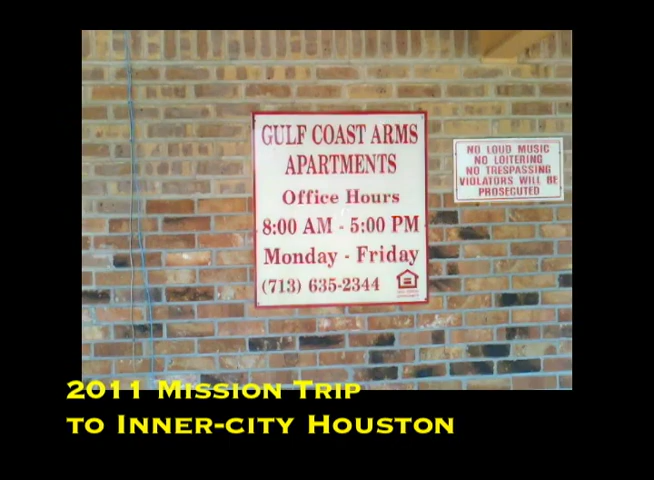 GULF COAST ARMS
APARTMENTS
Office Hours
8:00 AM - 5:00 PM
Monday - Friday
(713) 635-2344
NO LOUD MUSIC
NO LOITERING
NO TRESPASSING
VIOLATORS WILL BE
PROSECUTED
2011 Mission Trip
to Inner-city Houston